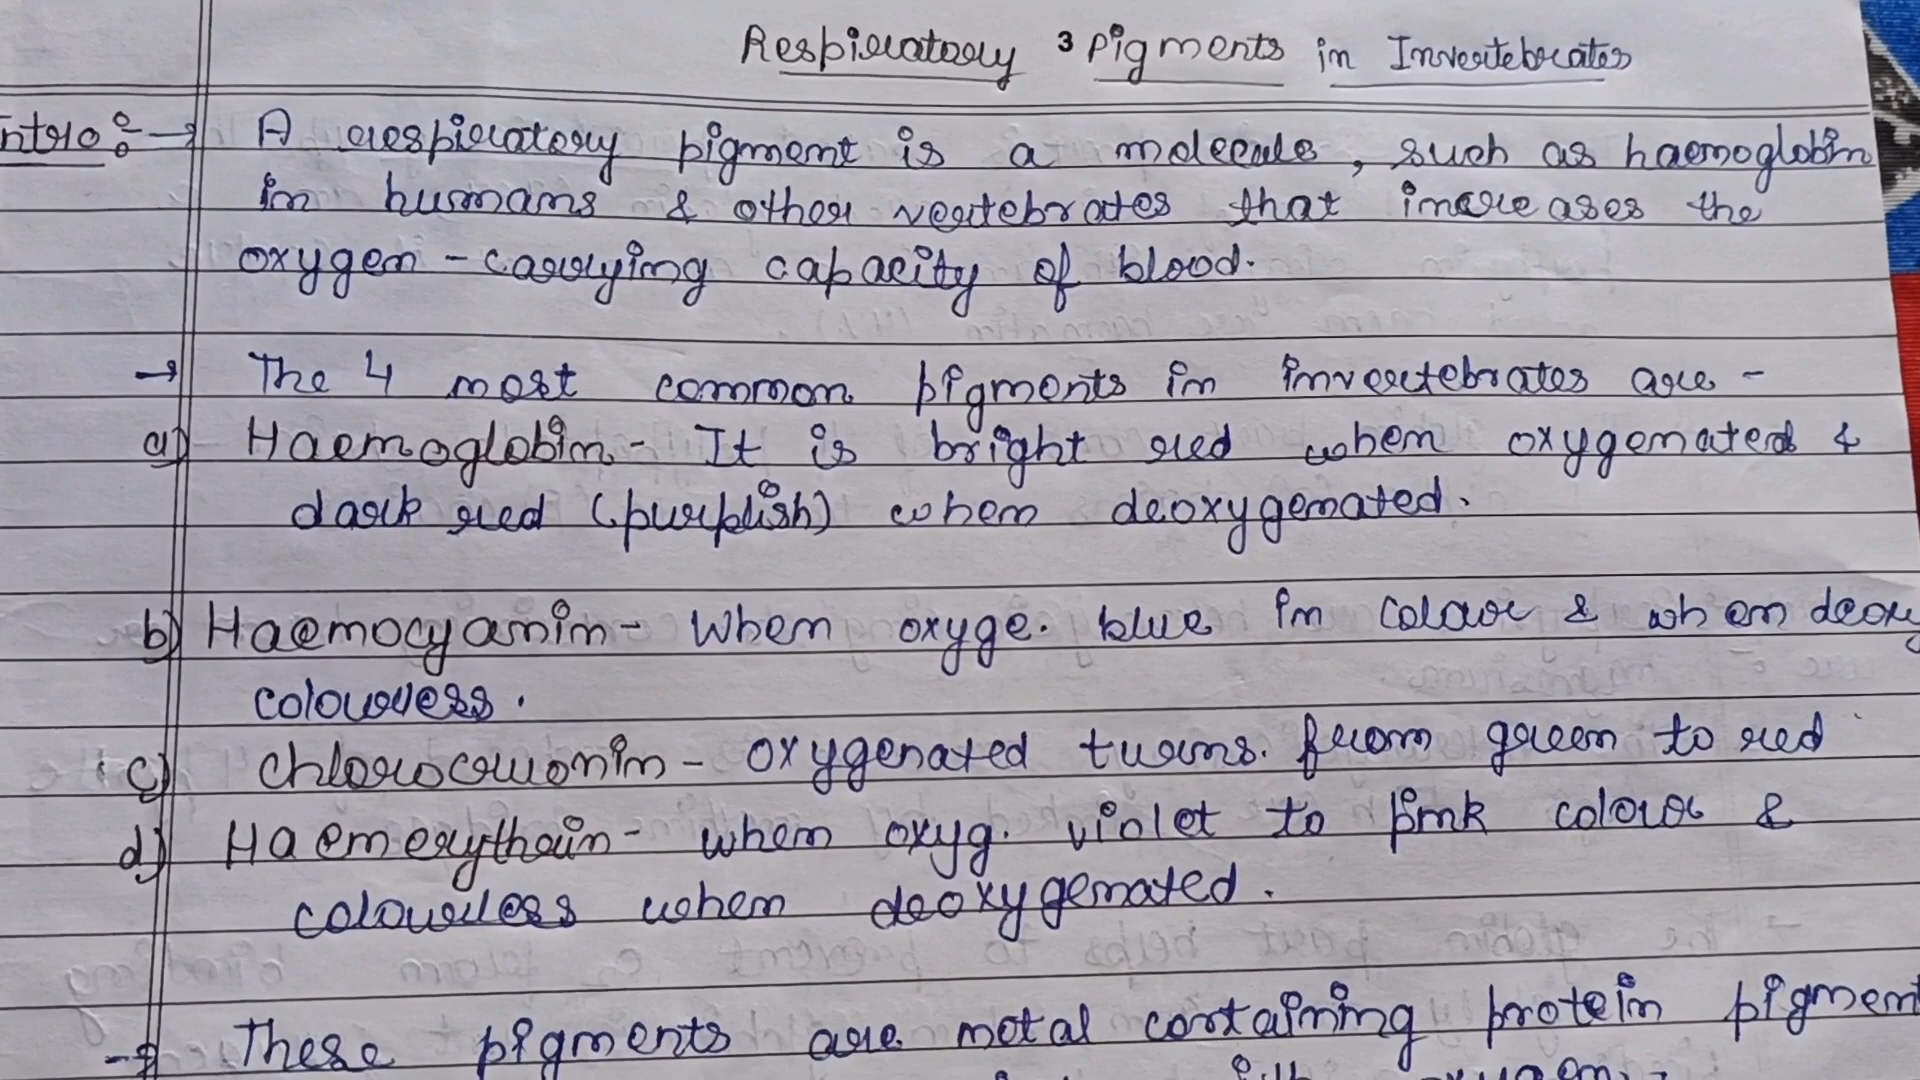 Respiratory Pigments in Invertebrates
ntro :→ A respiratory pigment is a molecule, such as haemoglobin
in humans & other vertebrates that increases the
oxygen-carrying capacity of blood.
→ The 4 most common pigments in invertebrates are -
a) Haemoglobin - It is bright red when oxygenated &
dark red (purplish) when deoxygenated.
b) Haemocyanin - When oxyge. blue in colour & when deoxy
colourless.
c) Chlorocruonin - oxygenated turns. from green to red
d) Haemerythrin - when oxyg. violet to pink colour &
colourless when deoxygenated.
→ These pigments are metal containing protein pigment